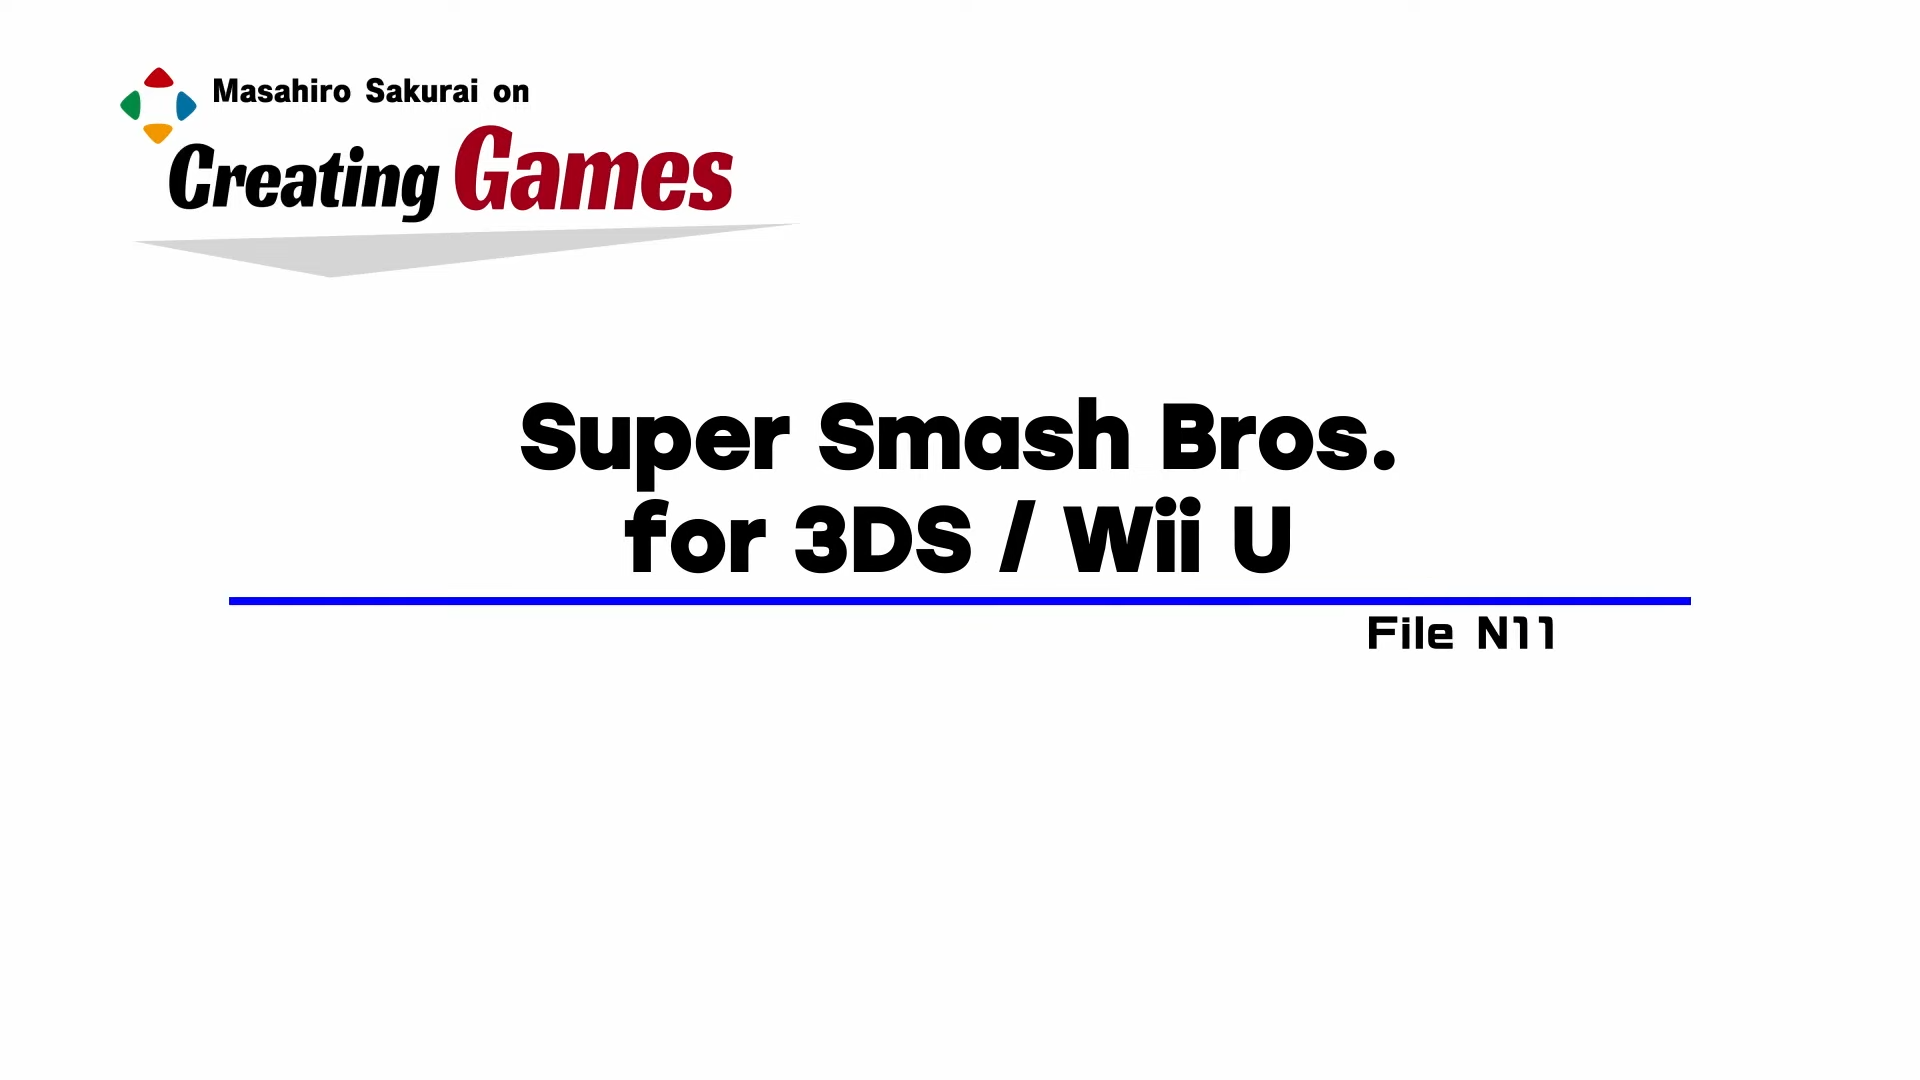 Masahiro Sakurai on
Creating Games
Super Smash Bros.
for 3DS / Wii U
File N11